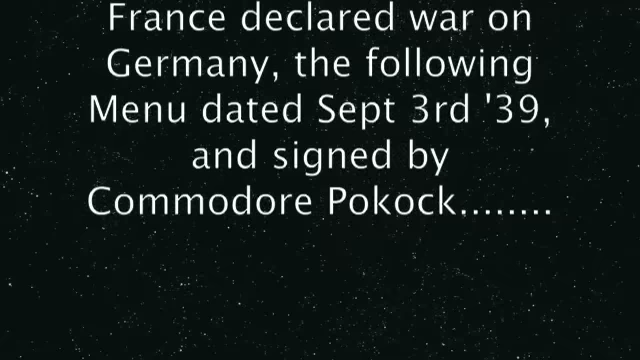 France declared war on
Germany, the following
Menu dated Sept 3rd '39,
and signed by
Commodore Pokock........